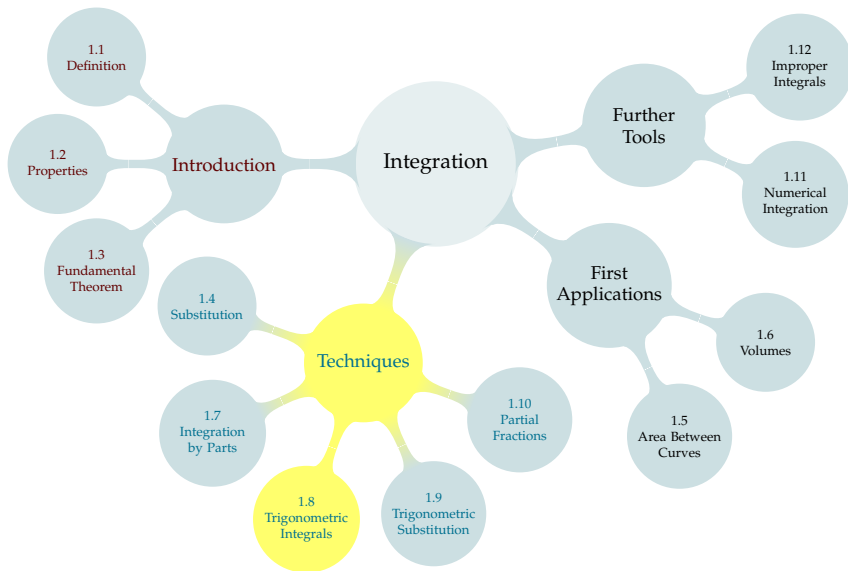 Integration
Introduction
1.1
Definition
1.2
Properties
1.3
Fundamental
Theorem
Techniques
1.4
Substitution
1.7
Integration
by Parts
1.8
Trigonometric
Integrals
1.9
Trigonometric
Substitution
1.10
Partial
Fractions
First
Applications
1.5
Area Between
Curves
1.6
Volumes
Further
Tools
1.11
Numerical
Integration
1.12
Improper
Integrals